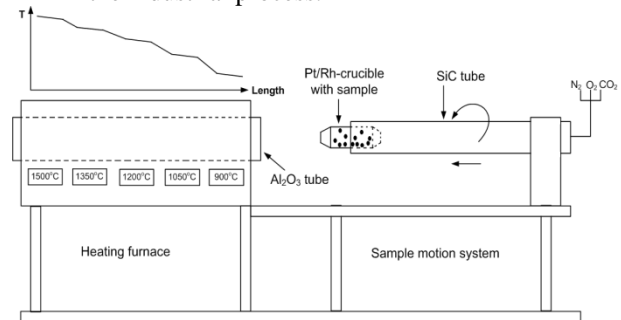 T
Length
Pt/Rh-crucible
with sample
SiC tube
N₂ O₂ CO₂
1500°C 1350°C 1200°C 1050°C 900°C
Al₂O₃ tube
Heating furnace
Sample motion system